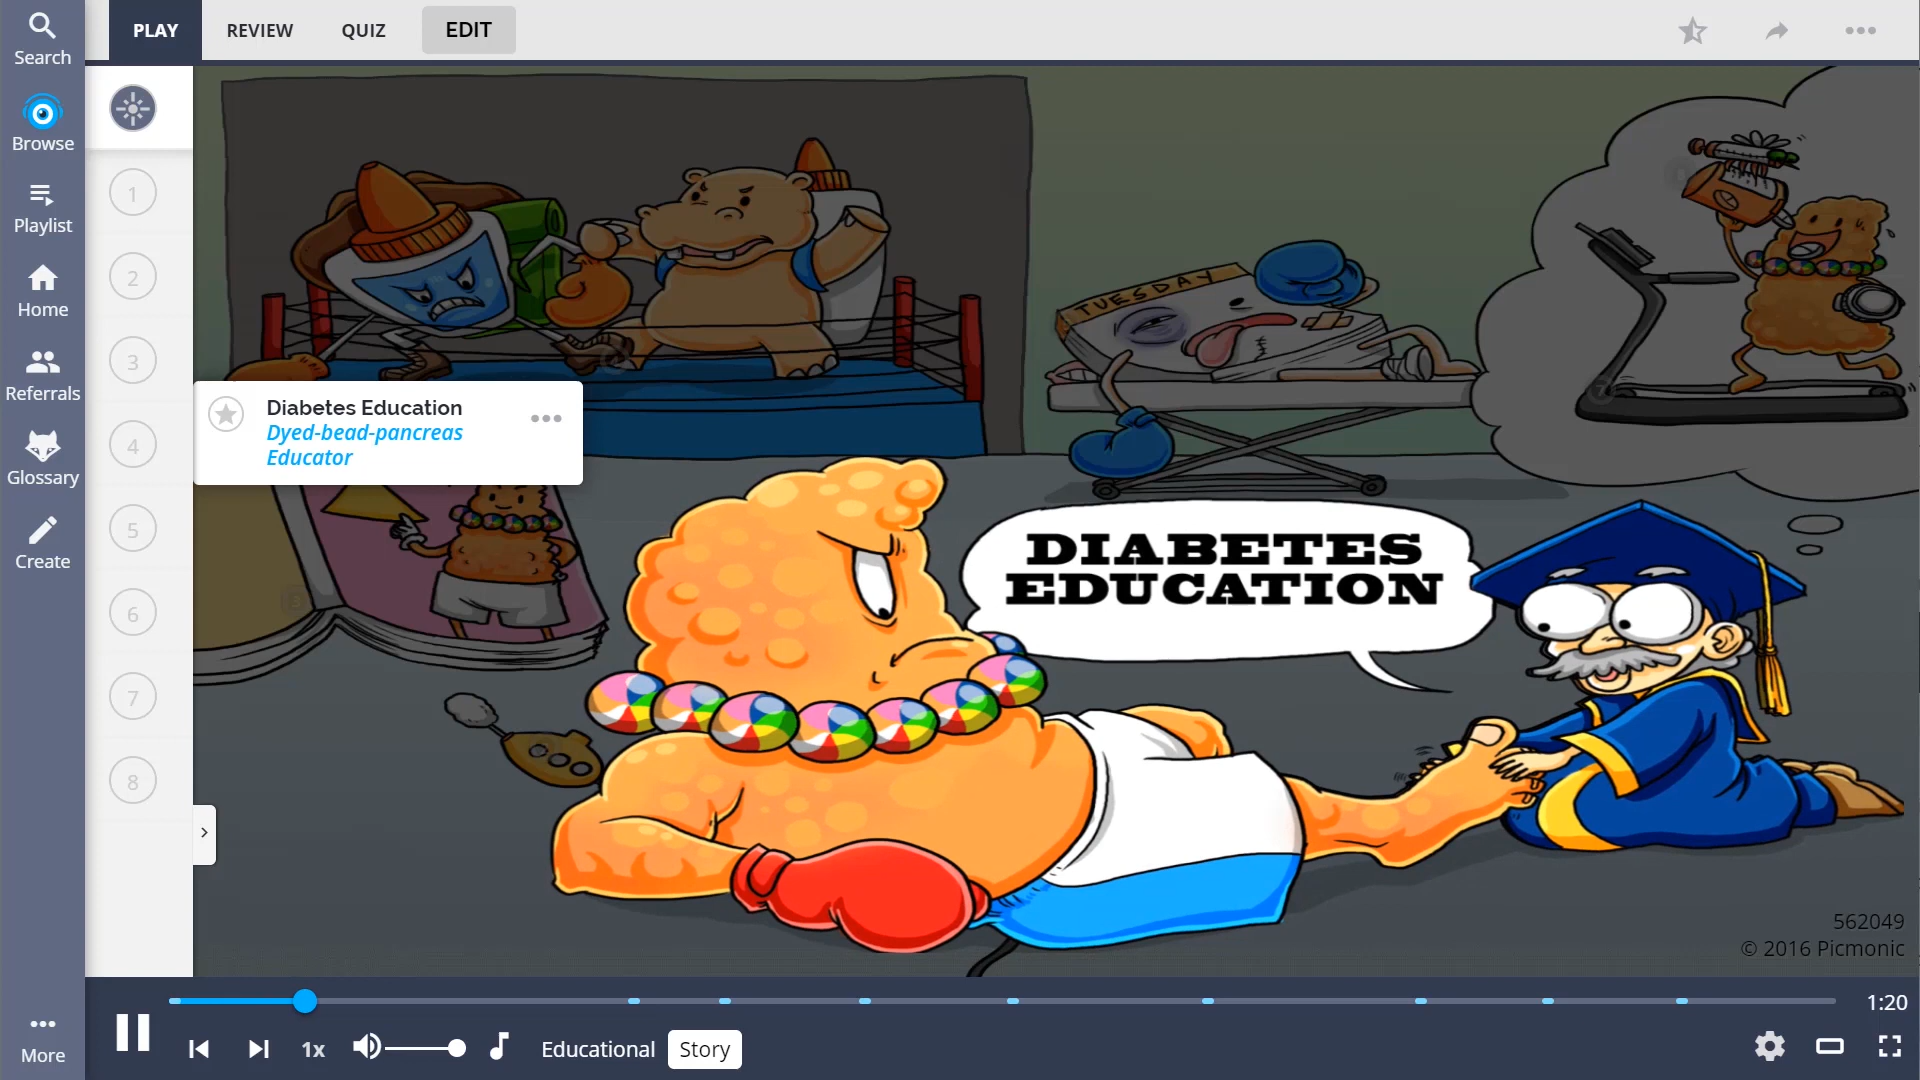 PLAY
REVIEW
QUIZ
EDIT
Search
Browse
Playlist
Home
Referrals
Glossary
Create
More
1
2
3
4
5
6
7
8
TUESDAY
Diabetes Education
Dyed-bead-pancreas
Educator
DIABETES
EDUCATION
562049
© 2016 Picmonic
1:20
1x
Educational
Story